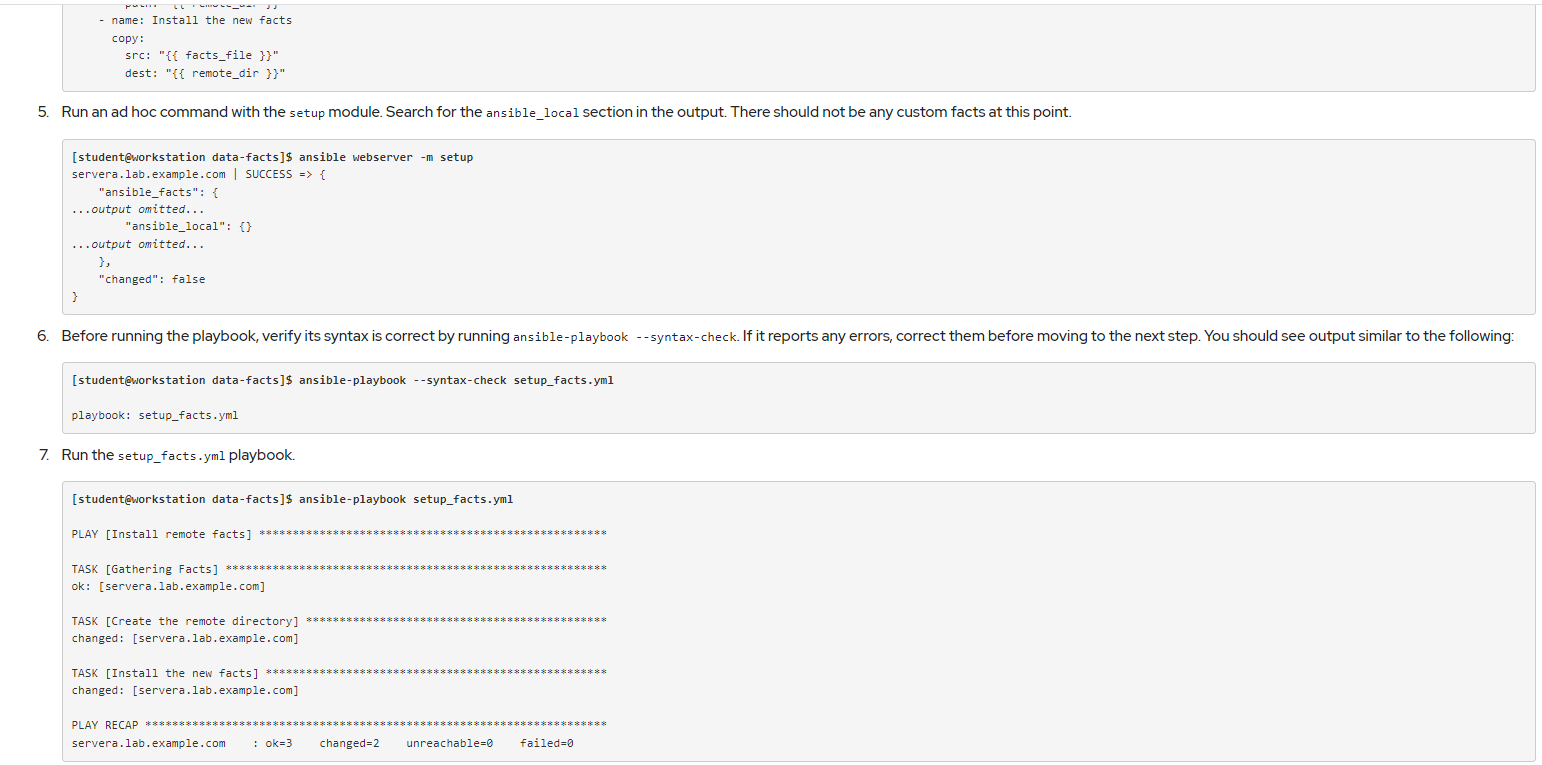 - name: Install the new facts
copy:
src: "{{ facts_file }}"
dest: "{{ remote_dir }}"
5. Run an ad hoc command with the setup module. Search for the ansible_local section in the output. There should not be any custom facts at this point.
[student@workstation data-facts]$ ansible webserver -m setup
servera.lab.example.com | SUCCESS => {
"ansible_facts": {
...output omitted...
"ansible_local": {}
...output omitted...
},
"changed": false
}
6. Before running the playbook, verify its syntax is correct by running ansible-playbook --syntax-check. If it reports any errors, correct them before moving to the next step. You should see output similar to the following:
[student@workstation data-facts]$ ansible-playbook --syntax-check setup_facts.yml
playbook: setup_facts.yml
7. Run the setup_facts.yml playbook.
[student@workstation data-facts]$ ansible-playbook setup_facts.yml
PLAY [Install remote facts] ****************************************************
TASK [Gathering Facts] *********************************************************
ok: [servera.lab.example.com]
TASK [Create the remote directory] *********************************************
changed: [servera.lab.example.com]
TASK [Install the new facts] ***************************************************
changed: [servera.lab.example.com]
PLAY RECAP *********************************************************************
servera.lab.example.com    : ok=3    changed=2    unreachable=0    failed=0